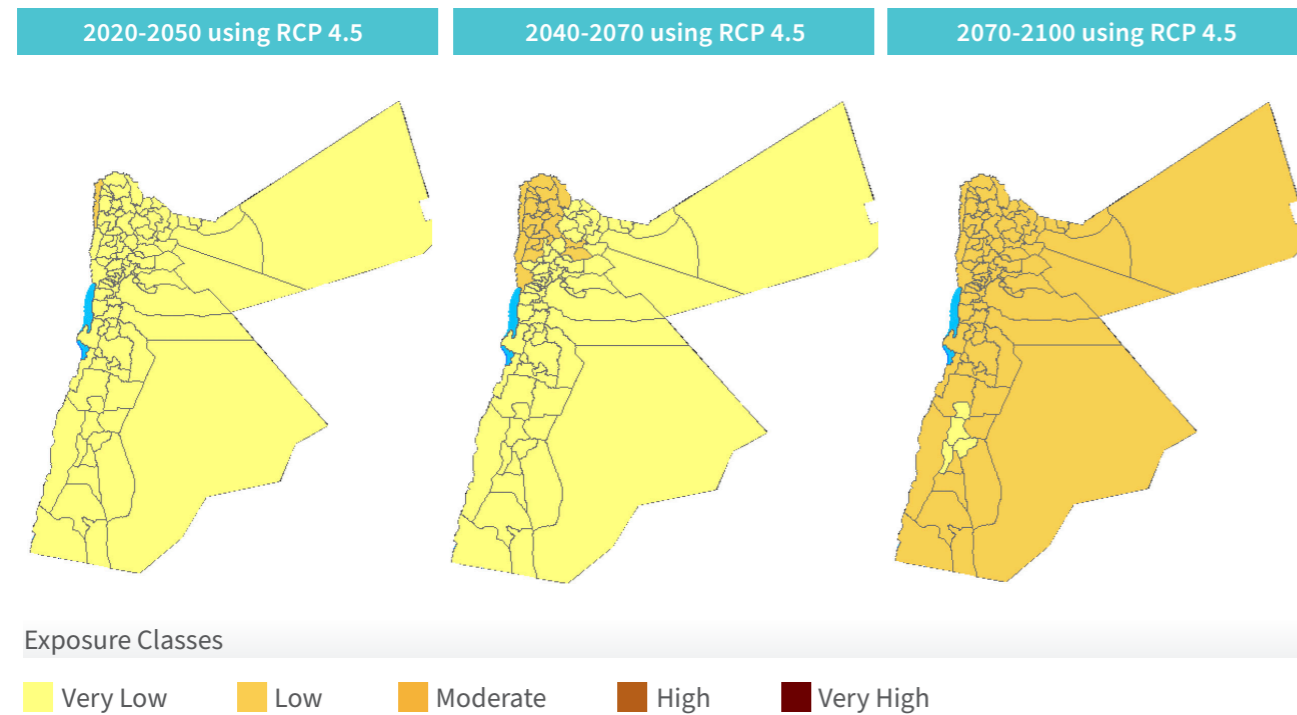 2020-2050 using RCP 4.5
2040-2070 using RCP 4.5
2070-2100 using RCP 4.5
Exposure Classes
Very Low
Low
Moderate
High
Very High